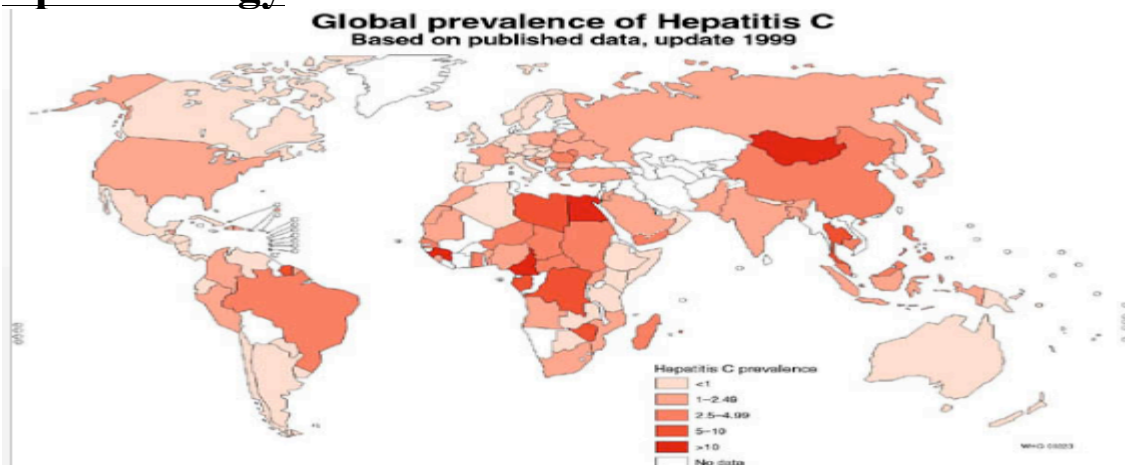 Global prevalence of Hepatitis C
Based on published data, update 1999
Hepatitis C prevalence
<1
1–2.49
2.5–4.99
5–10
>10
No data